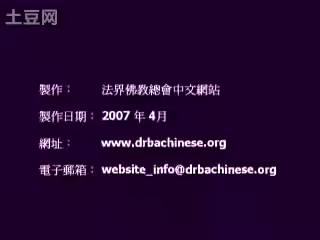 土豆网
製作： 法界佛教總會中文網站
製作日期： 2007 年 4月
網址： www.drbachinese.org
電子郵箱： website_info@drbachinese.org